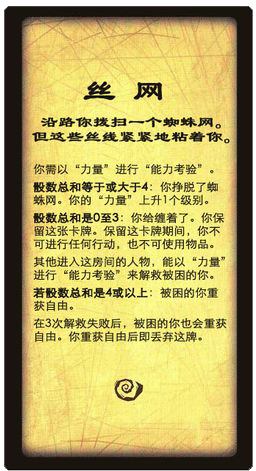 丝 网
沿路你拨扫一个蜘蛛网。
但这些丝线紧紧地粘着你。
你需以“力量”进行“能力考验”。
骰数总和等于或大于4：你挣脱了蜘
蛛网。你的“力量”上升1个级别。
骰数总和是0至3：你给缠着了。你保
留这张卡牌。保留这卡牌期间，你不
可进行任何行动，也不可使用物品。
其他进入这房间的人物，能以“力量”
进行“能力考验”来解救被困的你。
若骰数总和是4或以上：被困的你重
获自由。
在3次解救失败后，被困的你也会重获
自由。你重获自由后即丢弃这牌。